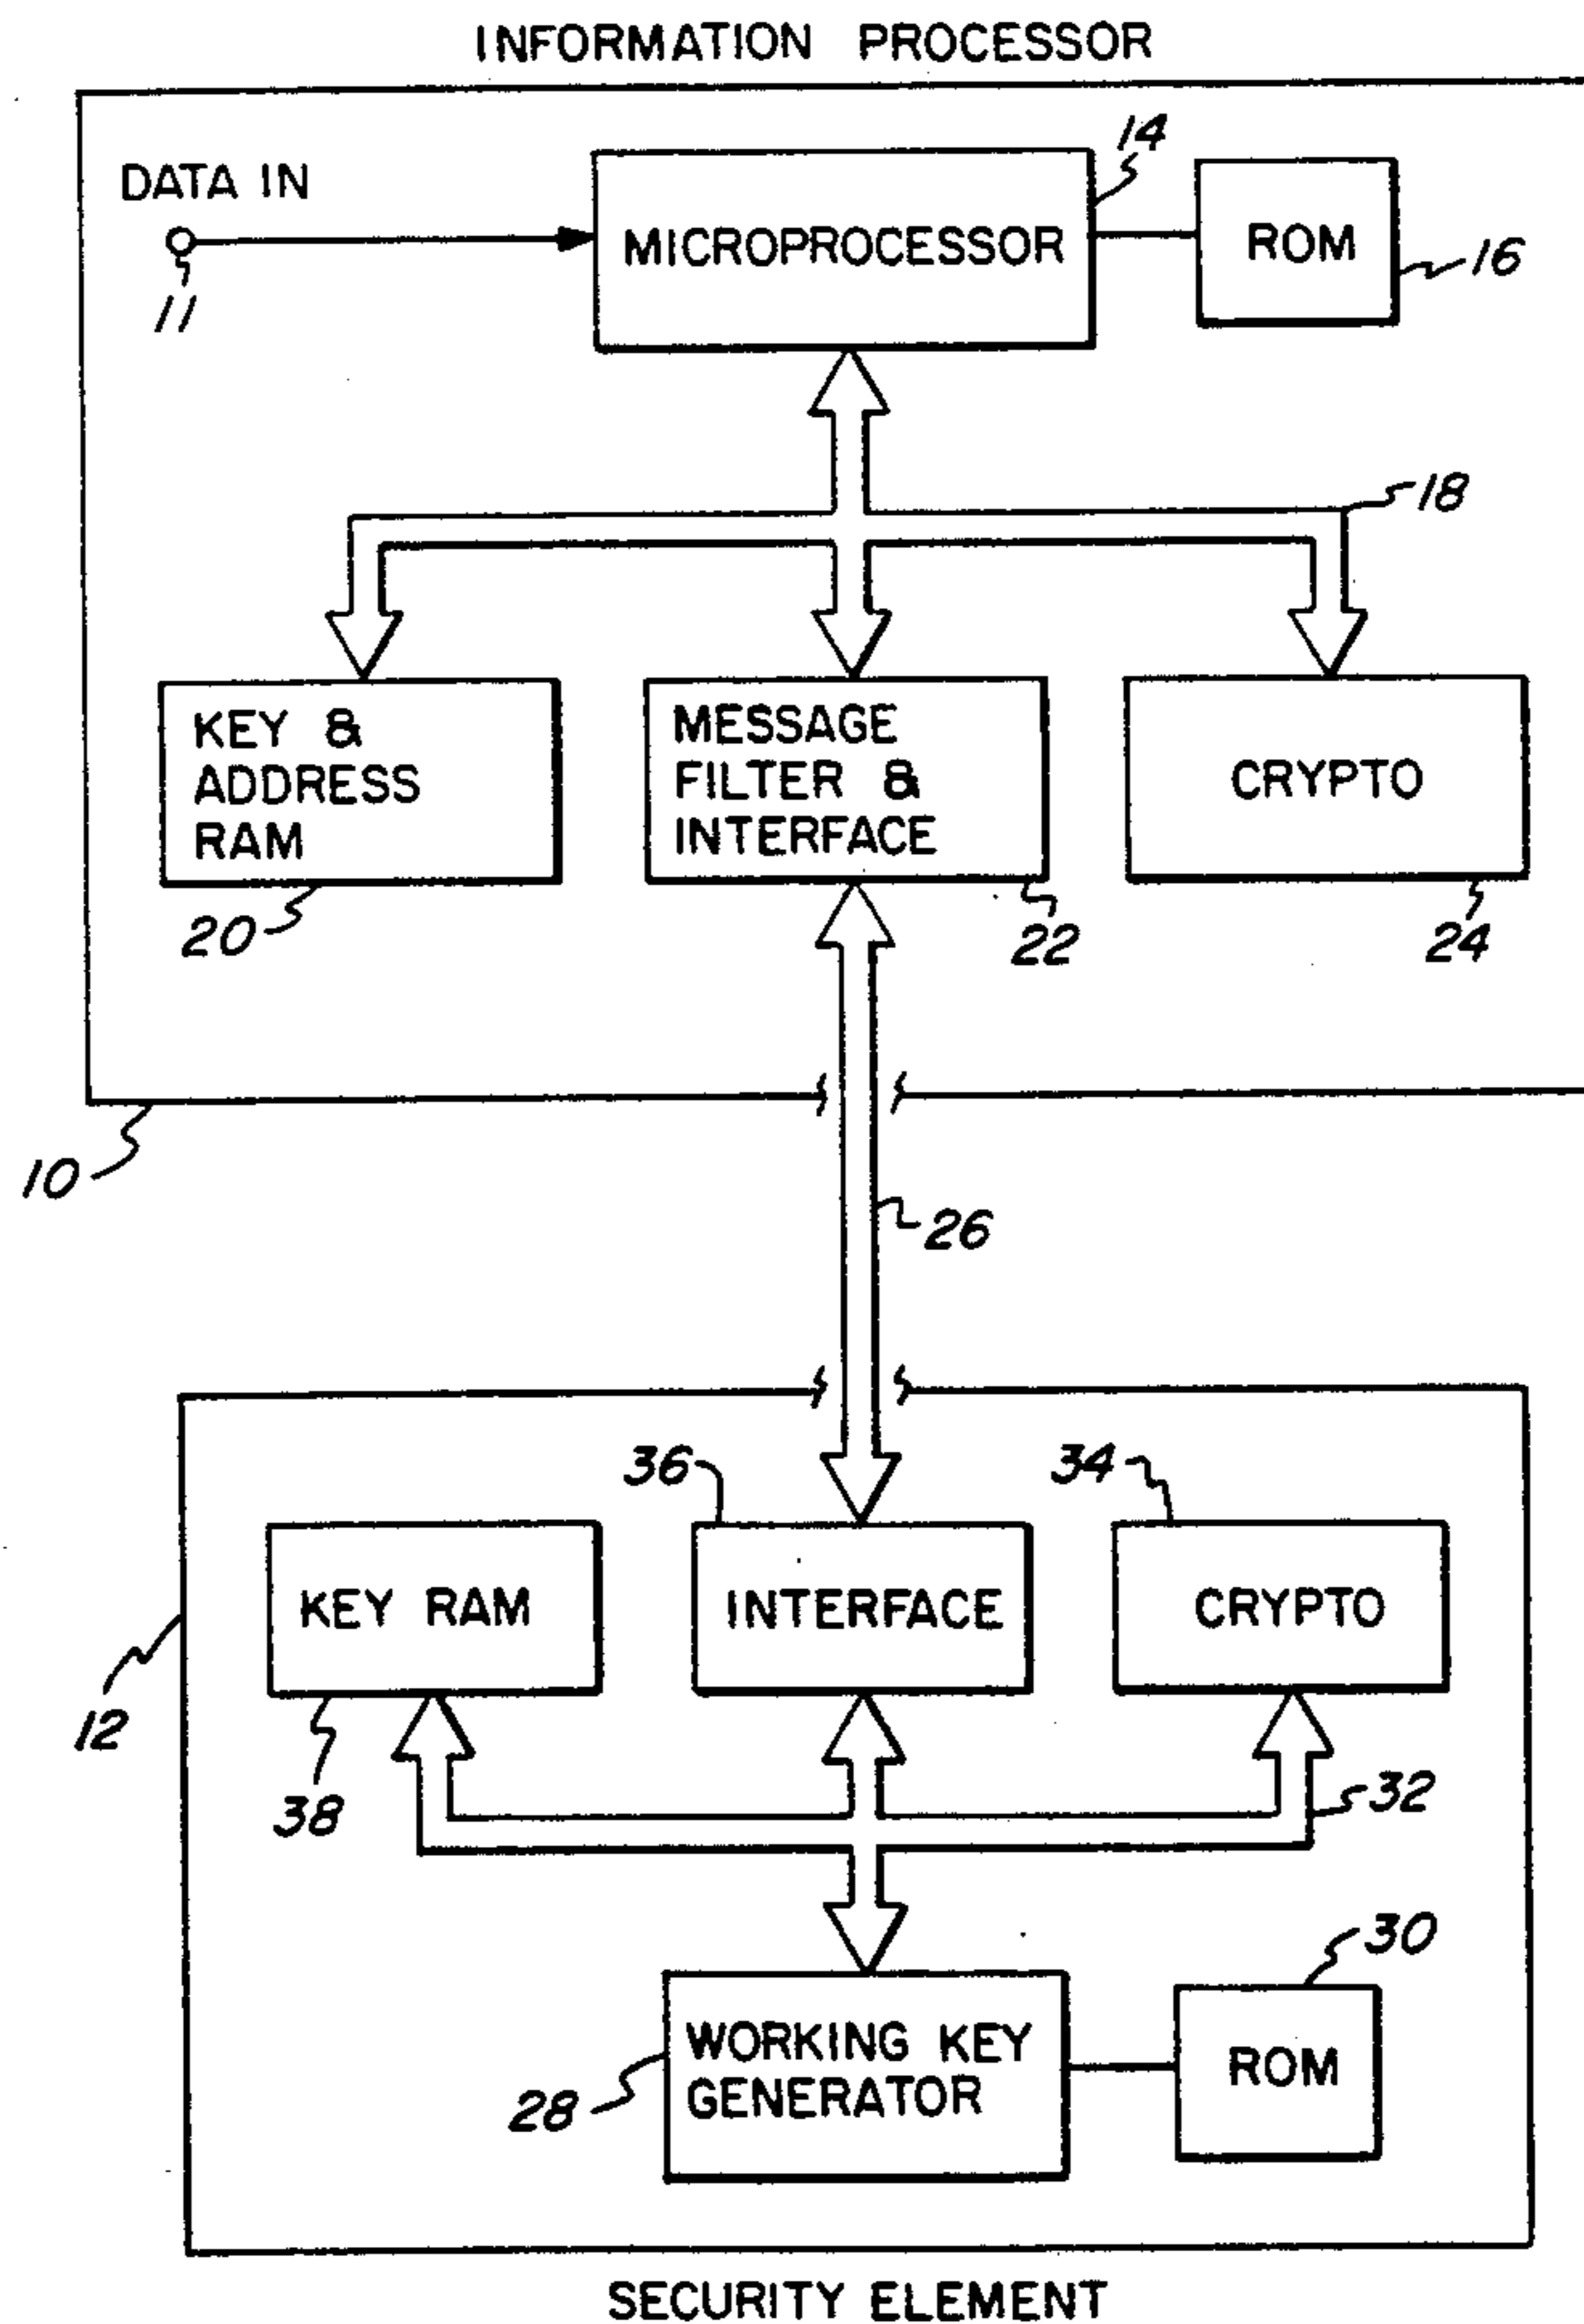 INFORMATION PROCESSOR
14
DATA IN
MICROPROCESSOR
ROM
16
11
18
KEY &
ADDRESS
RAM
MESSAGE
FILTER &
INTERFACE
CRYPTO
20
22
24
10
26
36
34
KEY RAM
INTERFACE
CRYPTO
12
38
32
30
WORKING KEY
GENERATOR
ROM
28
SECURITY ELEMENT